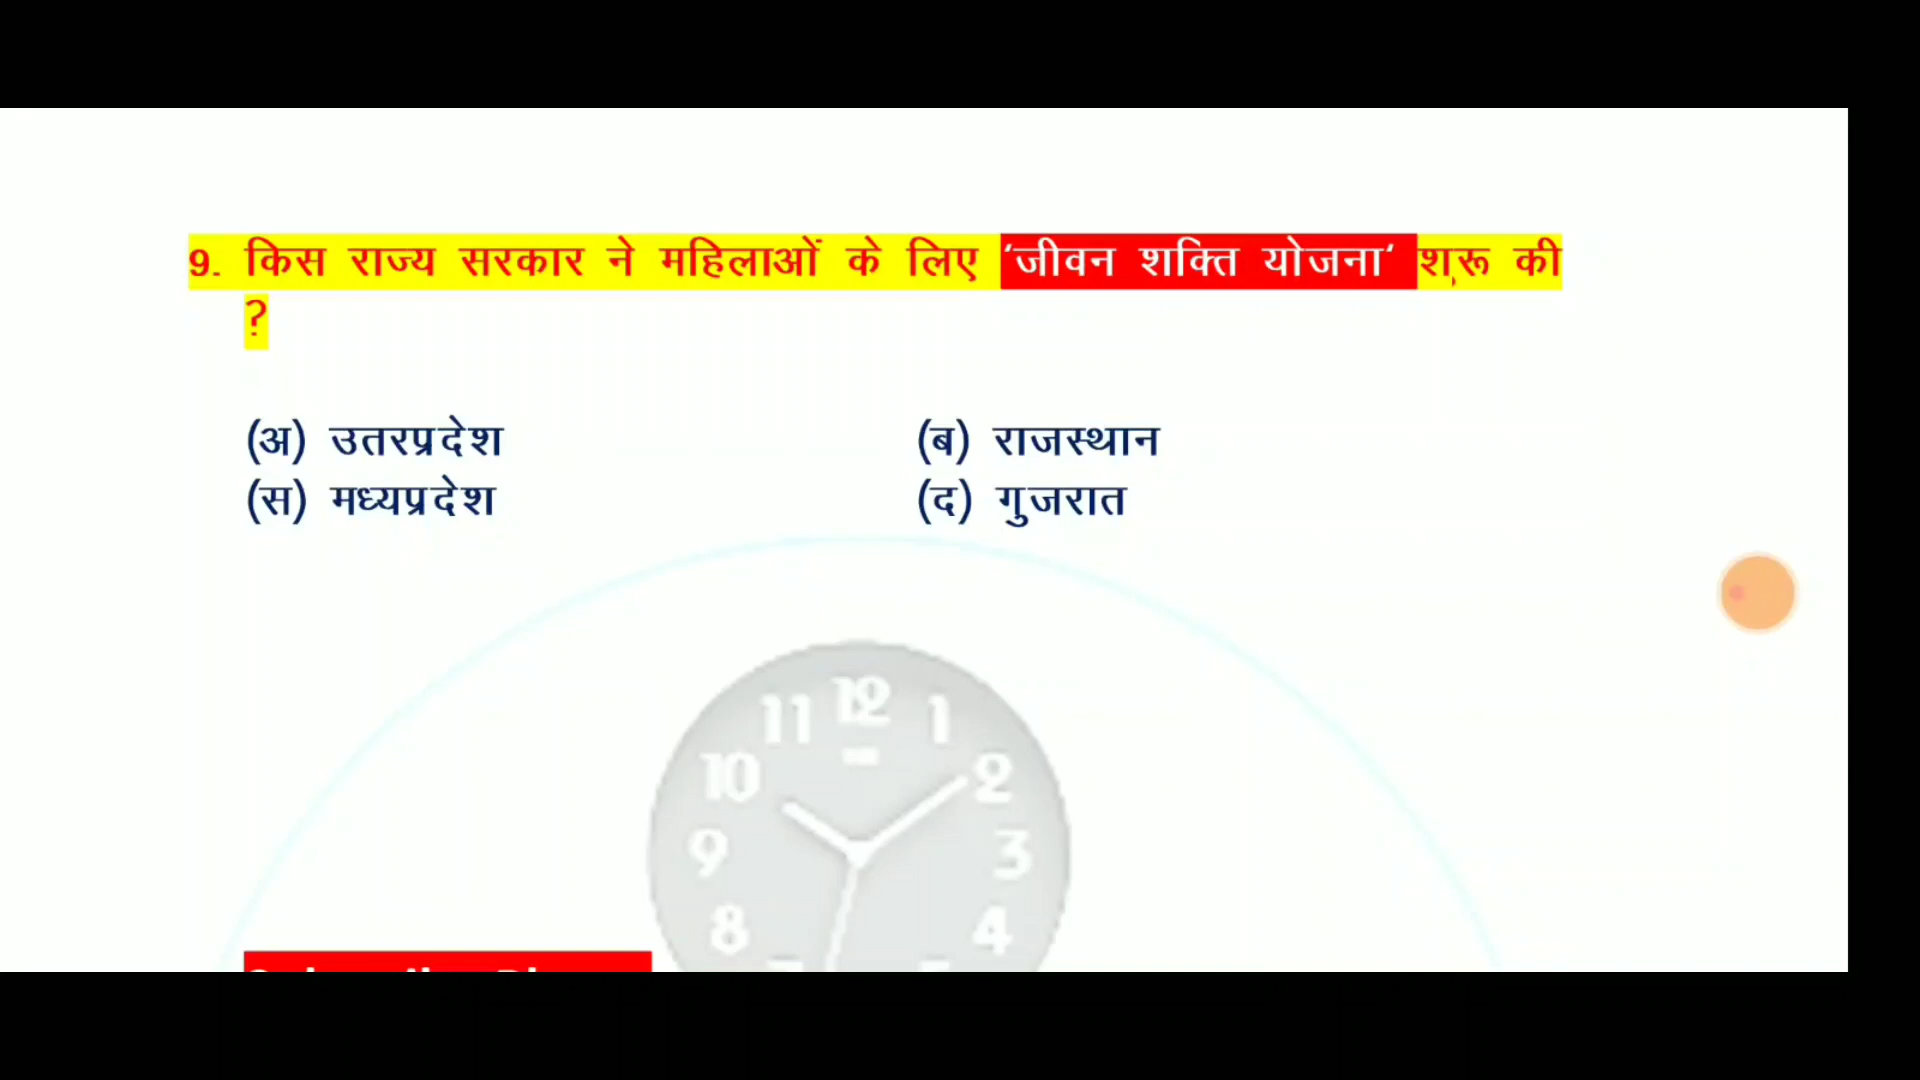 9. किस राज्य सरकार ने महिलाओं के लिए ‘जीवन शक्ति योजना‘ शुरू की
?
(अ) उतरप्रदेश (ब) राजस्थान
(स) मध्यप्रदेश (द) गुजरात
11 12 1
10 2
9 3
8 4